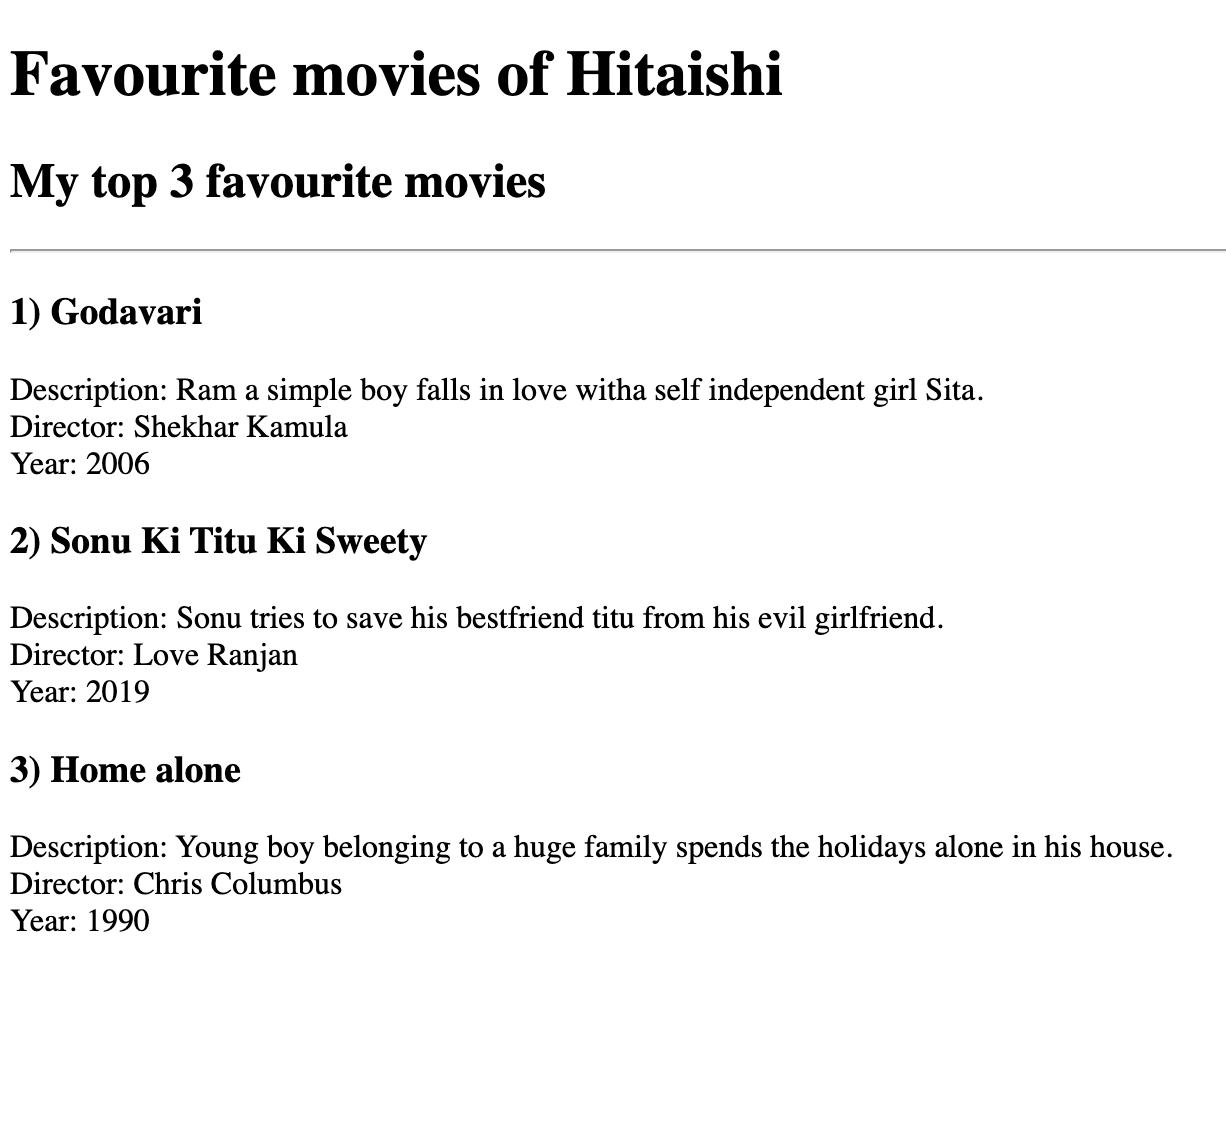 Favourite movies of Hitaishi
My top 3 favourite movies
1) Godavari
Description: Ram a simple boy falls in love witha self independent girl Sita.
Director: Shekhar Kamula
Year: 2006
2) Sonu Ki Titu Ki Sweety
Description: Sonu tries to save his bestfriend titu from his evil girlfriend.
Director: Love Ranjan
Year: 2019
3) Home alone
Description: Young boy belonging to a huge family spends the holidays alone in his house.
Director: Chris Columbus
Year: 1990